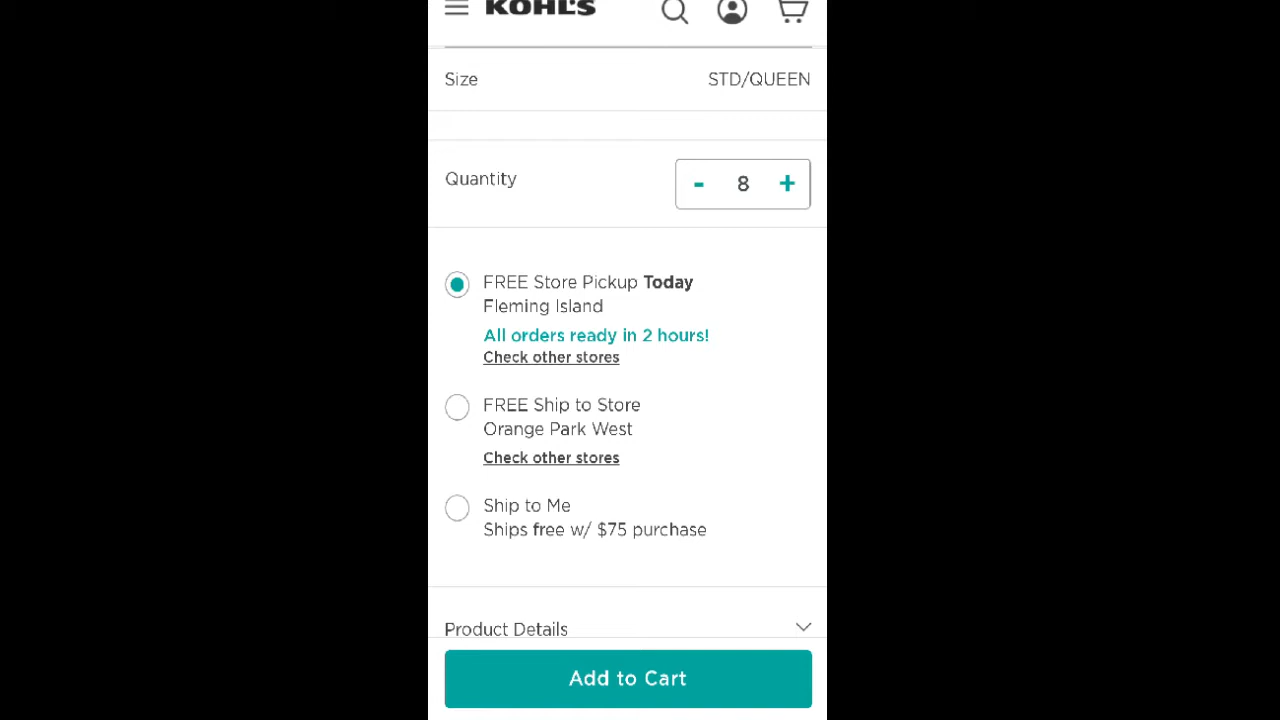 KOHL'S
Size STD/QUEEN
Quantity - 8 +
FREE Store Pickup Today
Fleming Island
All orders ready in 2 hours!
Check other stores
FREE Ship to Store
Orange Park West
Check other stores
Ship to Me
Ships free w/ $75 purchase
Product Details
Add to Cart